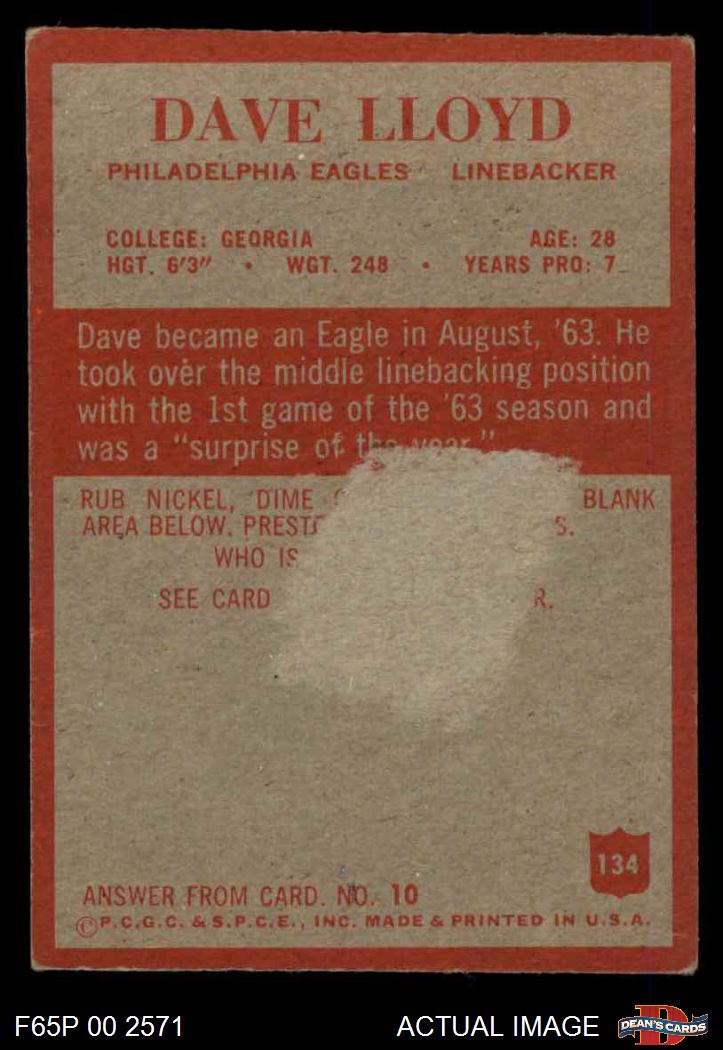 DAVE LLOYD
PHILADELPHIA EAGLES LINEBACKER
COLLEGE: GEORGIA AGE: 28
HGT. 6'3" • WGT. 248 • YEARS PRO: 7
Dave became an Eagle in August, '63. He
took over the middle linebacking position
with the 1st game of the '63 season and
was a "surprise of the year."
RUB NICKEL, DIME BLANK
AREA BELOW. S.
WHO IS
SEE CARD R.
134
ANSWER FROM CARD. NO. 10
©P.C.G.C. & S.P.C.E., INC. MADE & PRINTED IN U.S.A.
F65P 00 2571 ACTUAL IMAGE
D
DEAN'S CARDS